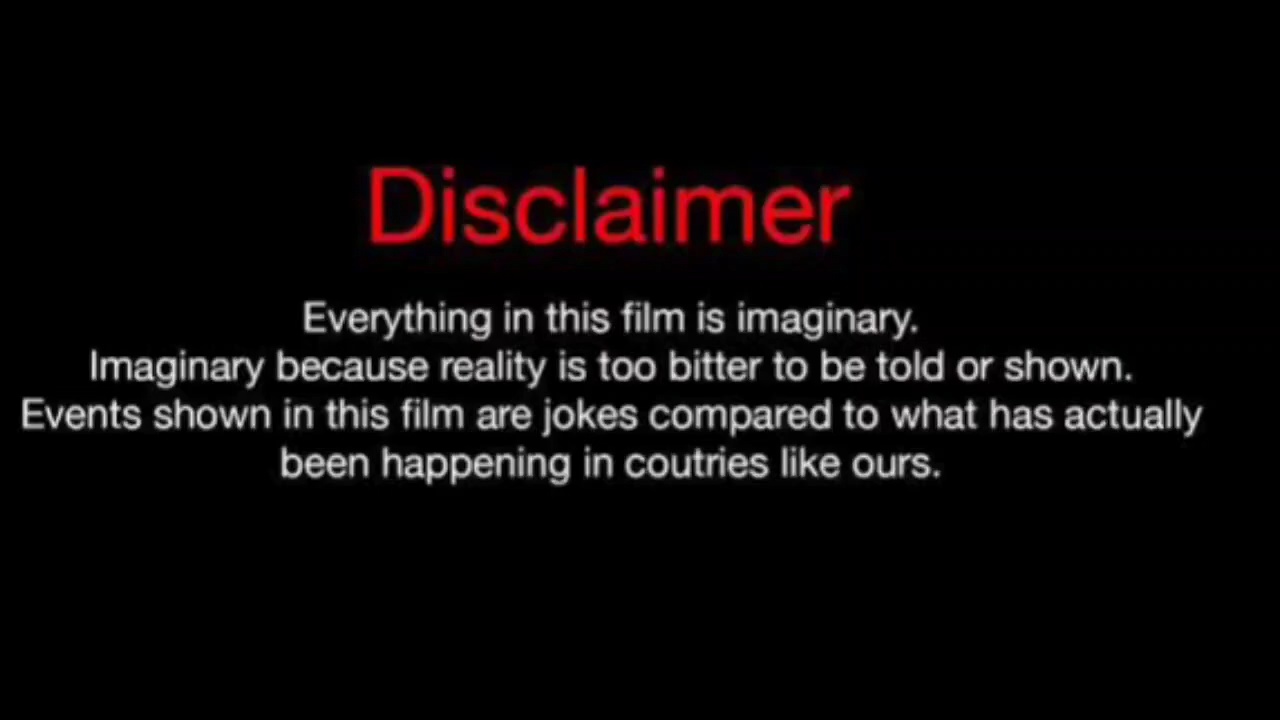 Disclaimer
Everything in this film is imaginary.
Imaginary because reality is too bitter to be told or shown.
Events shown in this film are jokes compared to what has actually
been happening in coutries like ours.